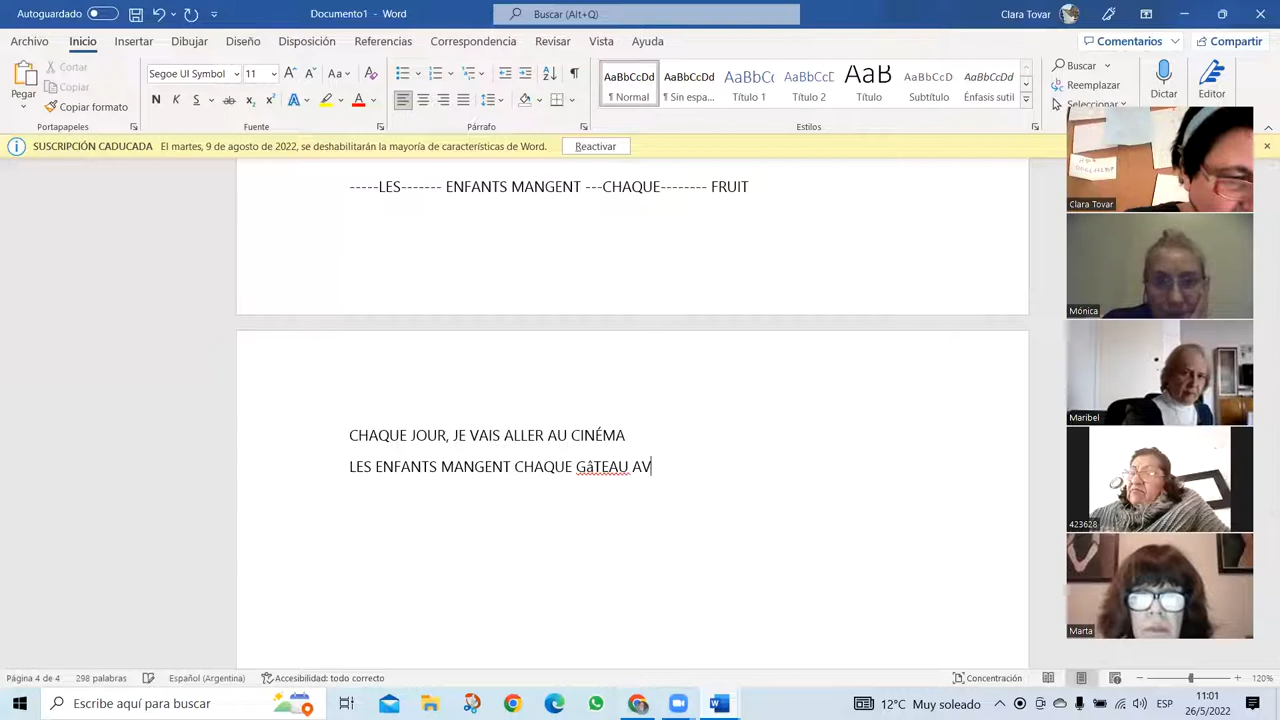 Autoguardado
Documento1 - Word
Buscar (Alt+Q)
Clara Tovar
Archivo Inicio Insertar Dibujar Diseño Disposición Referencias Correspondencia Revisar Vista Ayuda
Comentarios Compartir
Pegar
Cortar
Copiar
Copiar formato
Portapapeles
Segoe UI Symbol 11
Fuente
Párrafo
AaBbCcDd AaBbCcDd AaBbCc AaBbCcD AaB AaBbCcD AaBbCcDd
Normal Sin espa... Título 1 Título 2 Título Subtítulo Énfasis sutil
Estilos
Buscar
Reemplazar
Seleccionar
Dictar
Editor
SUSCRIPCIÓN CADUCADA El martes, 9 de agosto de 2022, se deshabilitarán la mayoría de características de Word. Reactivar
-----LES------- ENFANTS MANGENT ---CHAQUE-------- FRUIT
CHAQUE JOUR, JE VAIS ALLER AU CINÉMA
LES ENFANTS MANGENT CHAQUE GâTEAU AV
Clara Tovar
Mónica
Maribel
423628
Marta
Página 4 de 4 298 palabras Español (Argentina) Accesibilidad: todo correcto Concentración 120%
Escribe aquí para buscar
12°C Muy soleado
ESP
11:01
26/5/2022